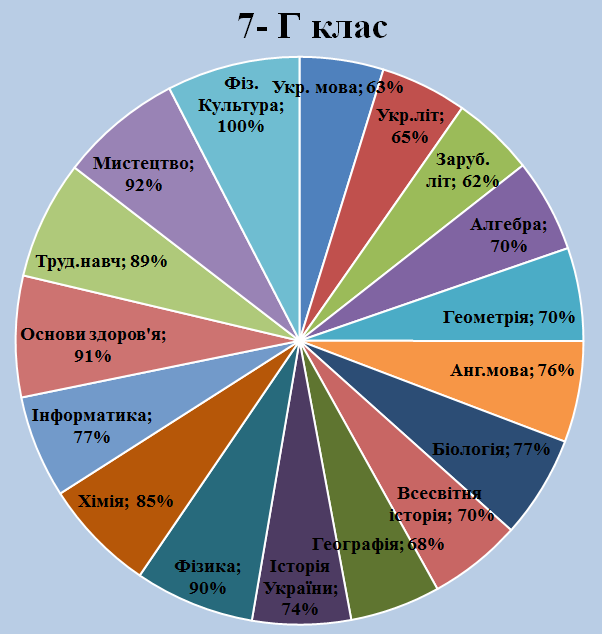 7- Г клас
Укр. мова; 63%
Укр.літ;
65%
Заруб.
літ; 62%
Алгебра;
70%
Геометрія; 70%
Анг.мова; 76%
Біологія; 77%
Всесвітня
історія; 70%
Географія; 68%
Історія
України;
74%
Фізика;
90%
Хімія; 85%
Інформатика;
77%
Основи здоров'я;
91%
Труд.навч; 89%
Мистецтво;
92%
Фіз.
Культура;
100%